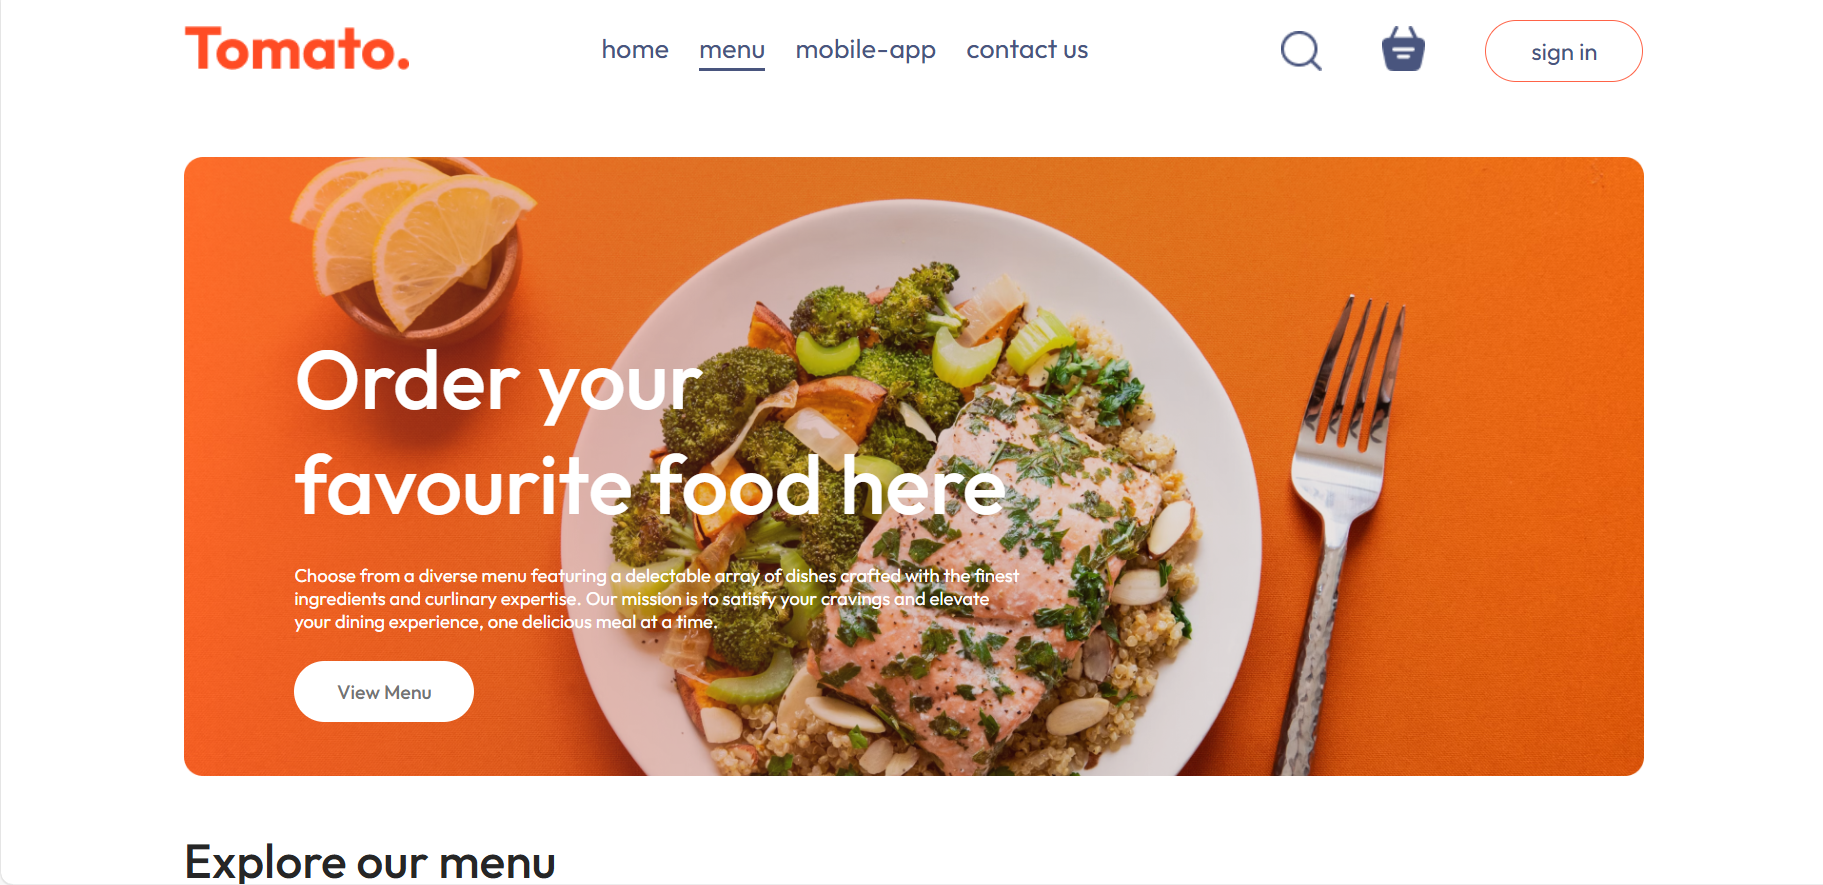 Tomato.
home menu mobile-app contact us
sign in
Order your
favourite food here
Choose from a diverse menu featuring a delectable array of dishes crafted with the finest
ingredients and curlinary expertise. Our mission is to satisfy your cravings and elevate
your dining experience, one delicious meal at a time.
View Menu
Explore our menu